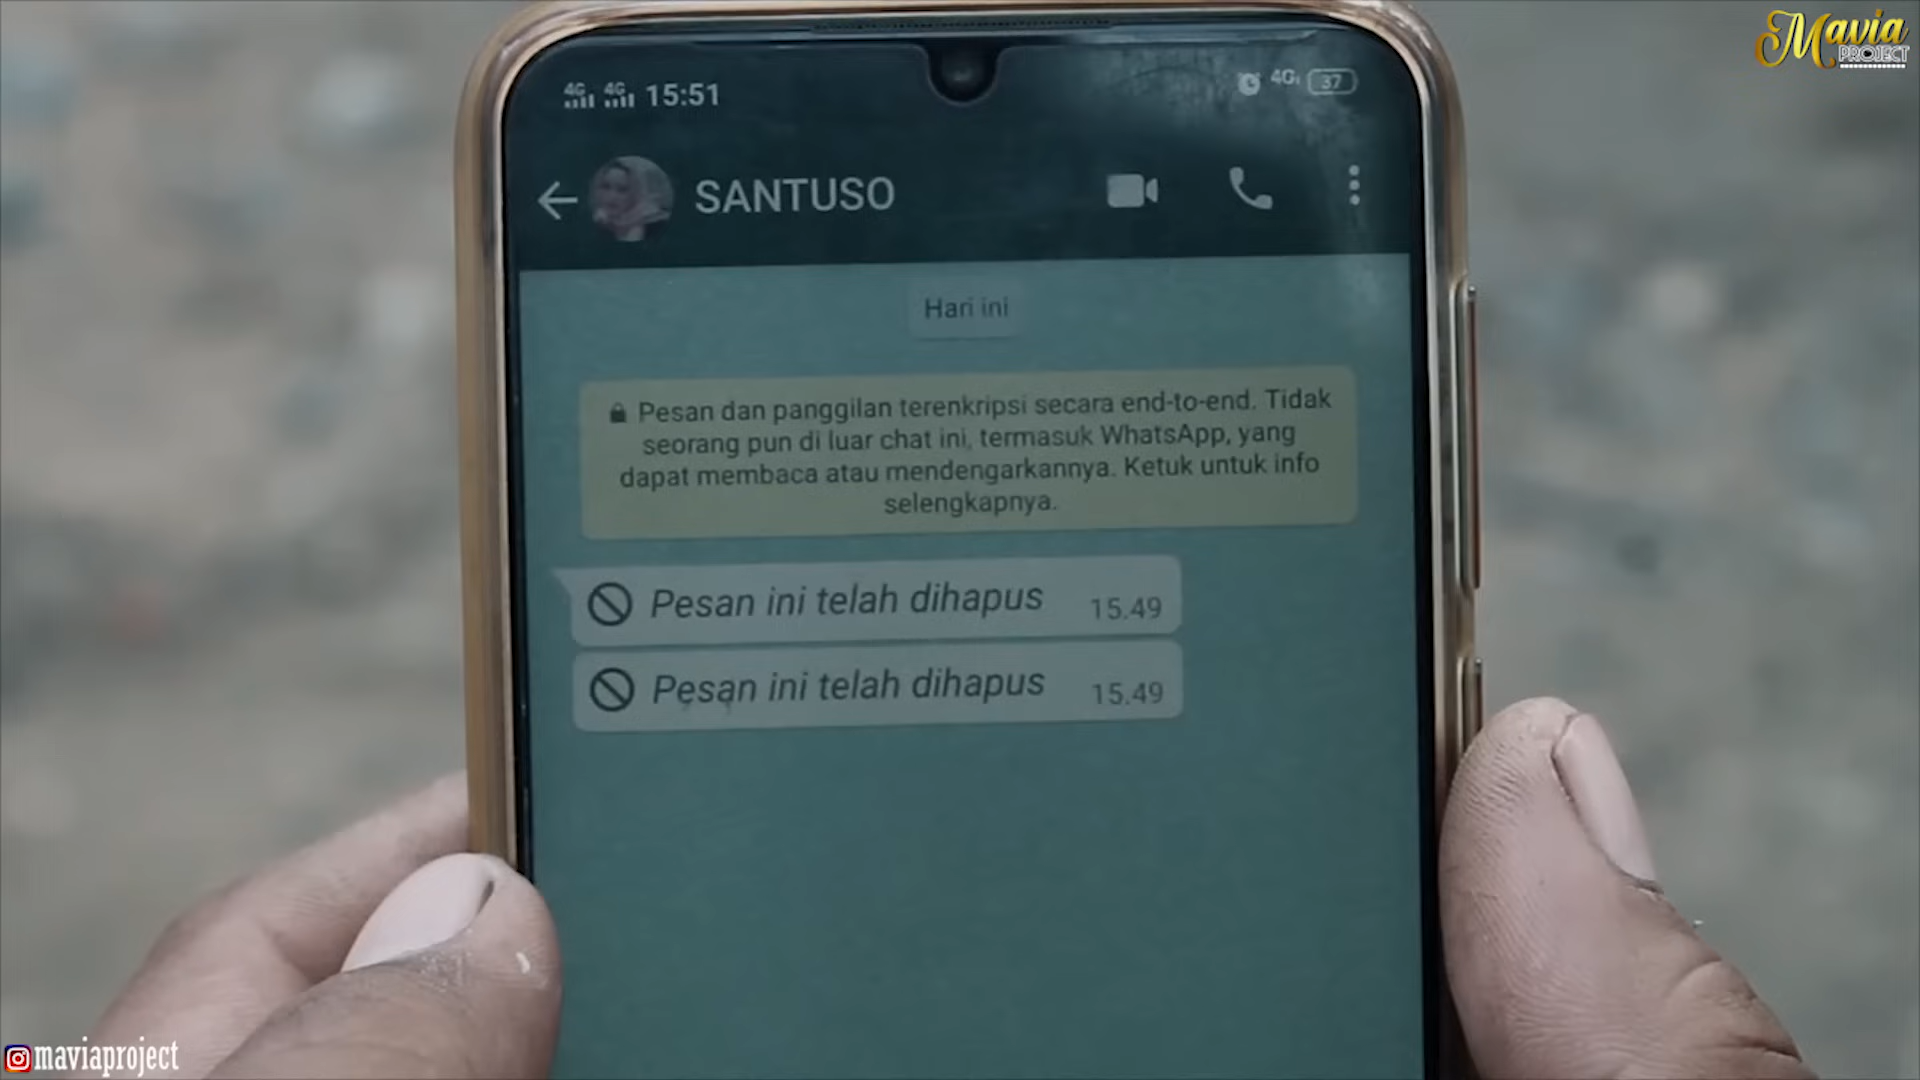 Mavia
PROJECT
4G 4G 15:51
4G 37
SANTUSO
Hari ini
Pesan dan panggilan terenkripsi secara end-to-end. Tidak
seorang pun di luar chat ini, termasuk WhatsApp, yang
dapat membaca atau mendengarkannya. Ketuk untuk info
selengkapnya.
Pesan ini telah dihapus 15.49
Pesan ini telah dihapus 15.49
maviaproject